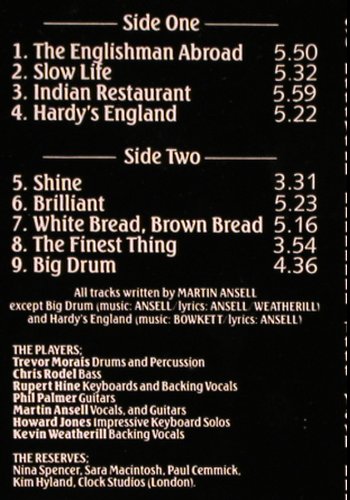 Side One
1. The Englishman Abroad 5.50
2. Slow Life 5.32
3. Indian Restaurant 5.59
4. Hardy's England 5.22
Side Two
5. Shine 3.31
6. Brilliant 5.23
7. White Bread, Brown Bread 5.16
8. The Finest Thing 3.54
9. Big Drum 4.36
All tracks written by MARTIN ANSELL
except Big Drum (music: ANSELL/lyrics: ANSELL/WEATHERILL)
and Hardy's England (music: BOWKETT/lyrics: ANSELL)
THE PLAYERS;
Trevor Morais Drums and Percussion
Chris Rodel Bass
Rupert Hine Keyboards and Backing Vocals
Phil Palmer Guitars
Martin Ansell Vocals, and Guitars
Howard Jones Impressive Keyboard Solos
Kevin Weatherill Backing Vocals
THE RESERVES;
Nina Spencer, Sara Macintosh, Paul Cemmick,
Kim Hyland, Clock Studios (London).